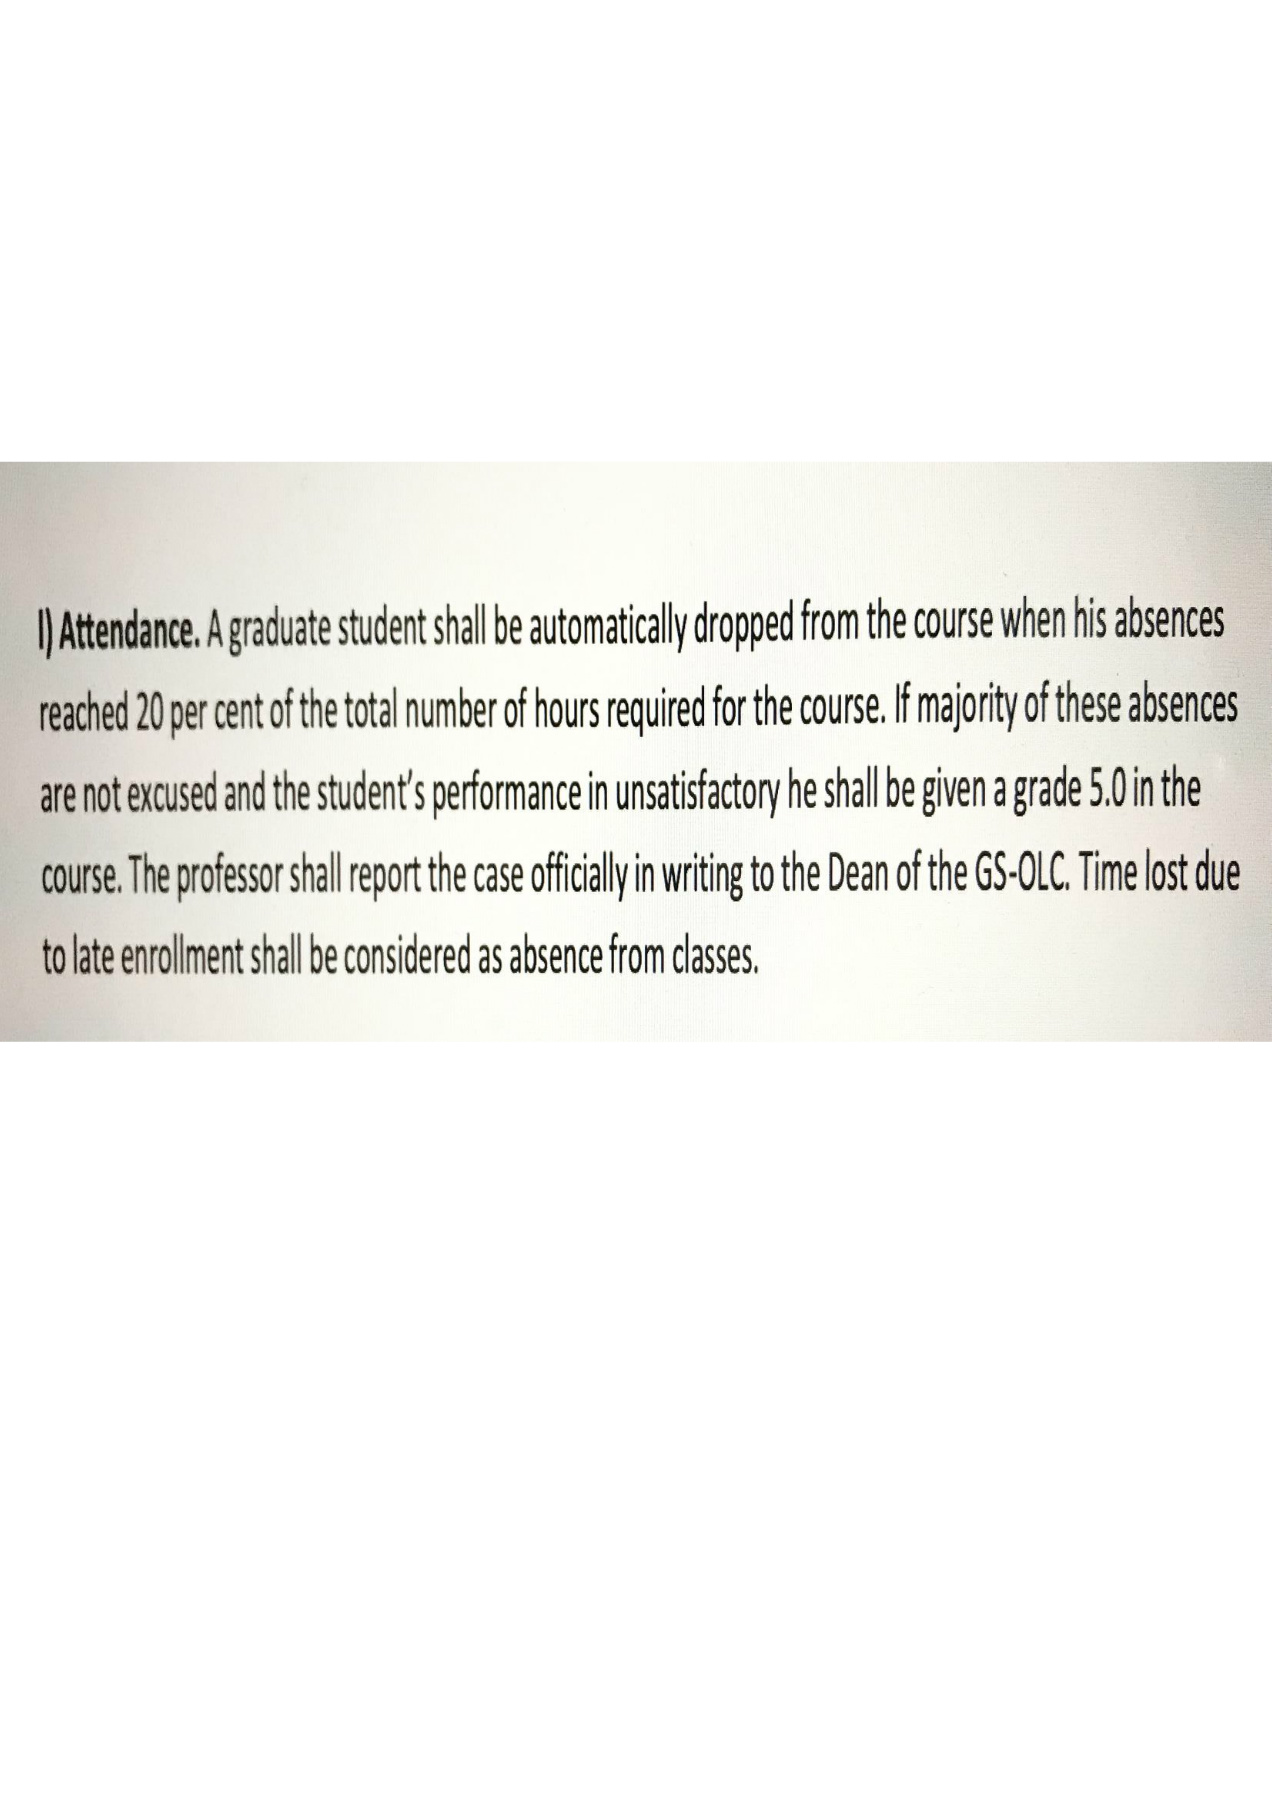 I) Attendance. A graduate student shall be automatically dropped from the course when his absences
reached 20 per cent of the total number of hours required for the course. If majority of these absences
are not excused and the student's performance in unsatisfactory he shall be given a grade 5.0 in the
course. The professor shall report the case officially in writing to the Dean of the GS-OLC. Time lost due
to late enrollment shall be considered as absence from classes.